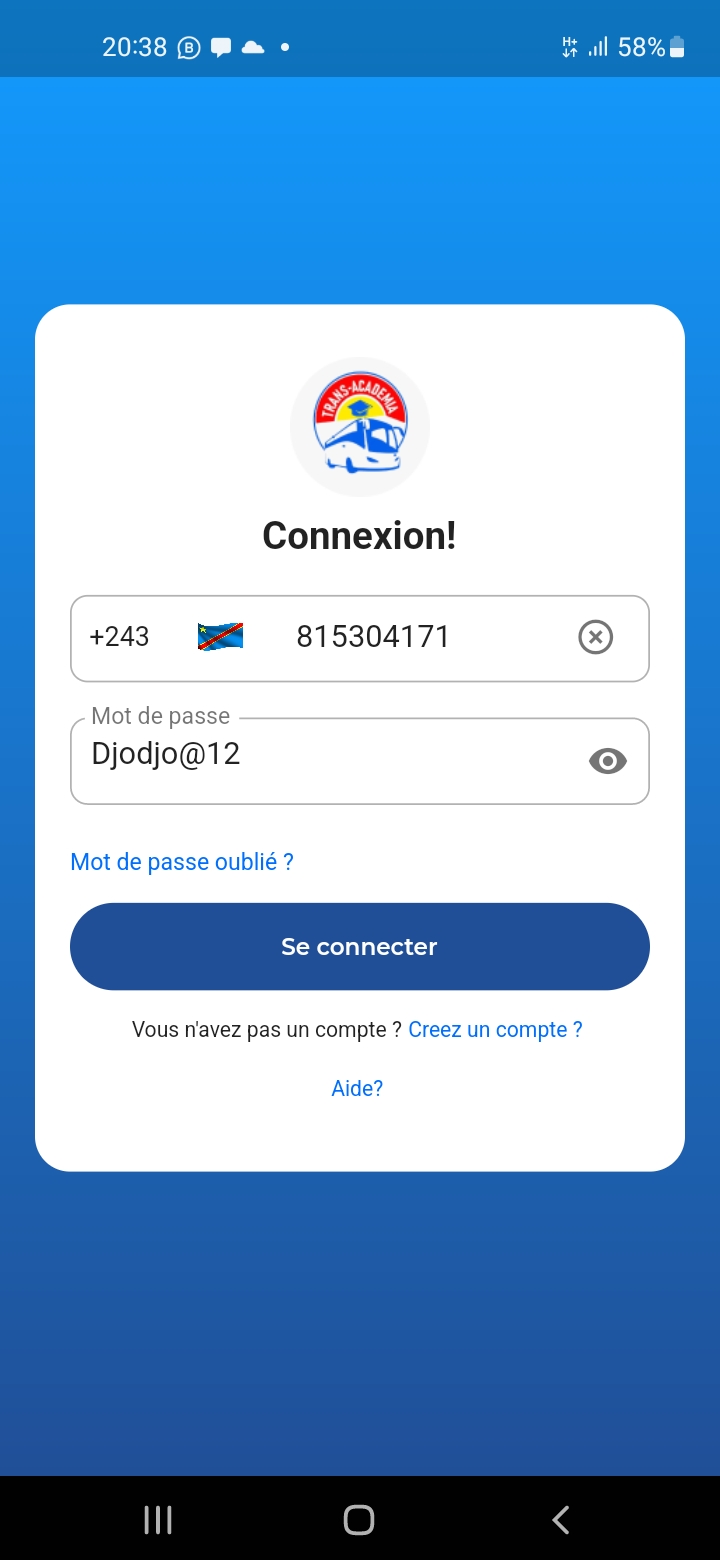 20:38
H+ 58%
TRANS-ACADEMIA
Connexion!
+243 815304171
Mot de passe
Djodjo@12
Mot de passe oublié ?
Se connecter
Vous n'avez pas un compte ? Creez un compte ?
Aide?